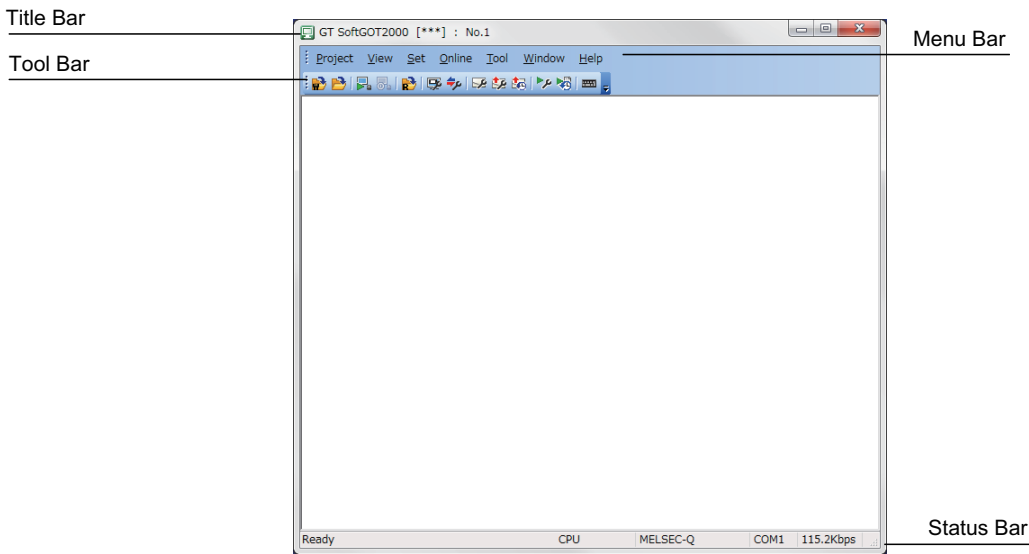 Title Bar
GT SoftGOT2000 [***] : No.1
Menu Bar
Project View Set Online Tool Window Help
Tool Bar
Ready CPU MELSEC-Q COM1 115.2Kbps
Status Bar